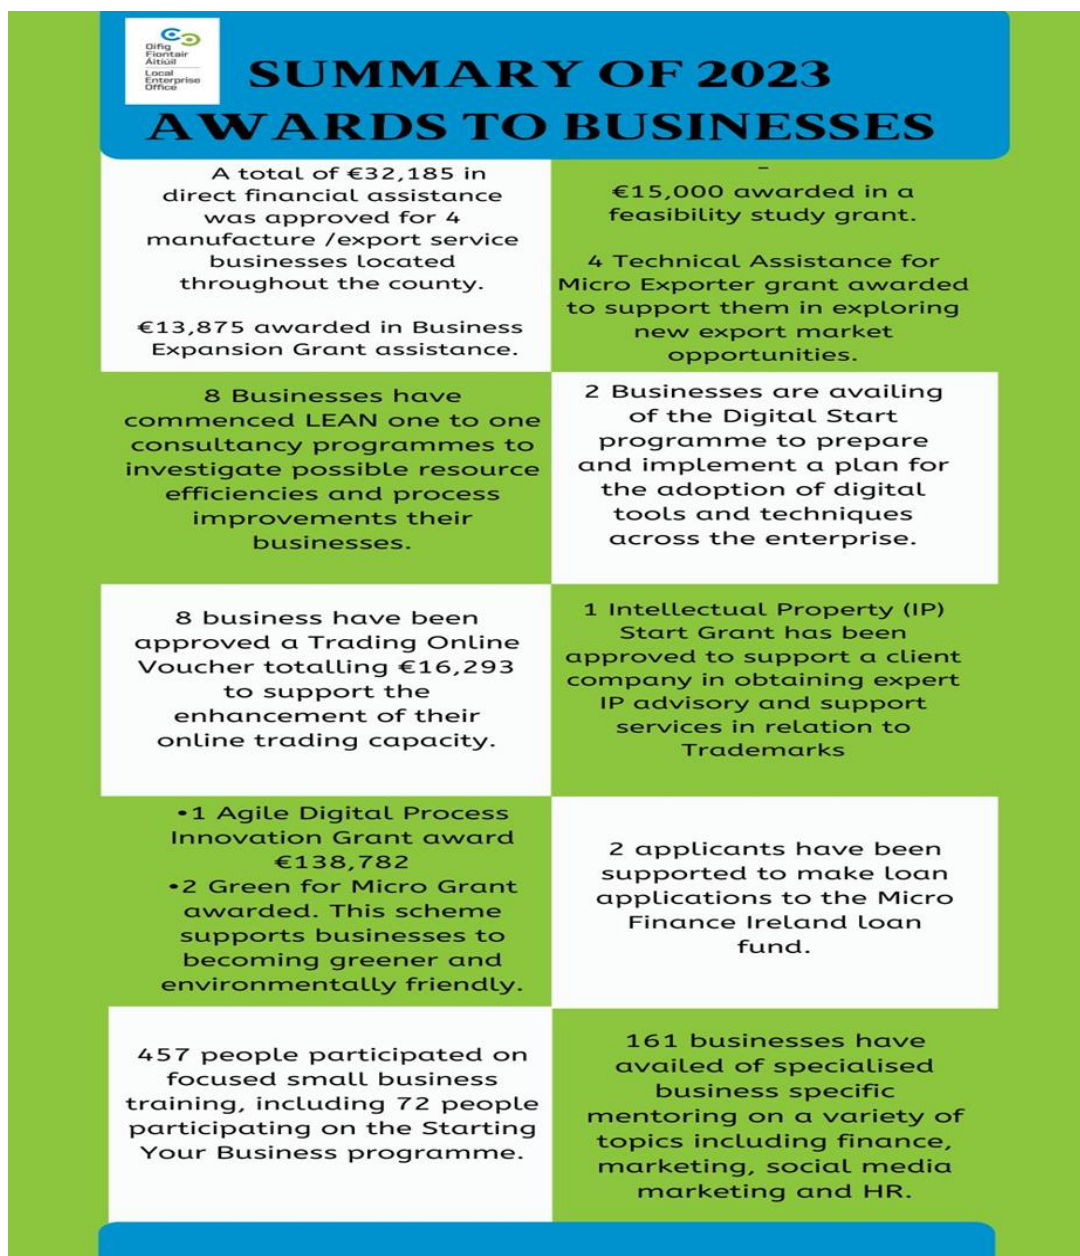 Oifig
Fiontair
Áitiúil
Local
Enterprise
Office
SUMMARY OF 2023
AWARDS TO BUSINESSES
A total of €32,185 in
direct financial assistance
was approved for 4
manufacture /export service
businesses located
throughout the county.
€13,875 awarded in Business
Expansion Grant assistance.
-
€15,000 awarded in a
feasibility study grant.
4 Technical Assistance for
Micro Exporter grant awarded
to support them in exploring
new export market
opportunities.
8 Businesses have
commenced LEAN one to one
consultancy programmes to
investigate possible resource
efficiencies and process
improvements their
businesses.
2 Businesses are availing
of the Digital Start
programme to prepare
and implement a plan for
the adoption of digital
tools and techniques
across the enterprise.
8 business have been
approved a Trading Online
Voucher totalling €16,293
to support the
enhancement of their
online trading capacity.
1 Intellectual Property (IP)
Start Grant has been
approved to support a client
company in obtaining expert
IP advisory and support
services in relation to
Trademarks
•1 Agile Digital Process
Innovation Grant award
€138,782
•2 Green for Micro Grant
awarded. This scheme
supports businesses to
becoming greener and
environmentally friendly.
2 applicants have been
supported to make loan
applications to the Micro
Finance Ireland loan
fund.
457 people participated on
focused small business
training, including 72 people
participating on the Starting
Your Business programme.
161 businesses have
availed of specialised
business specific
mentoring on a variety of
topics including finance,
marketing, social media
marketing and HR.